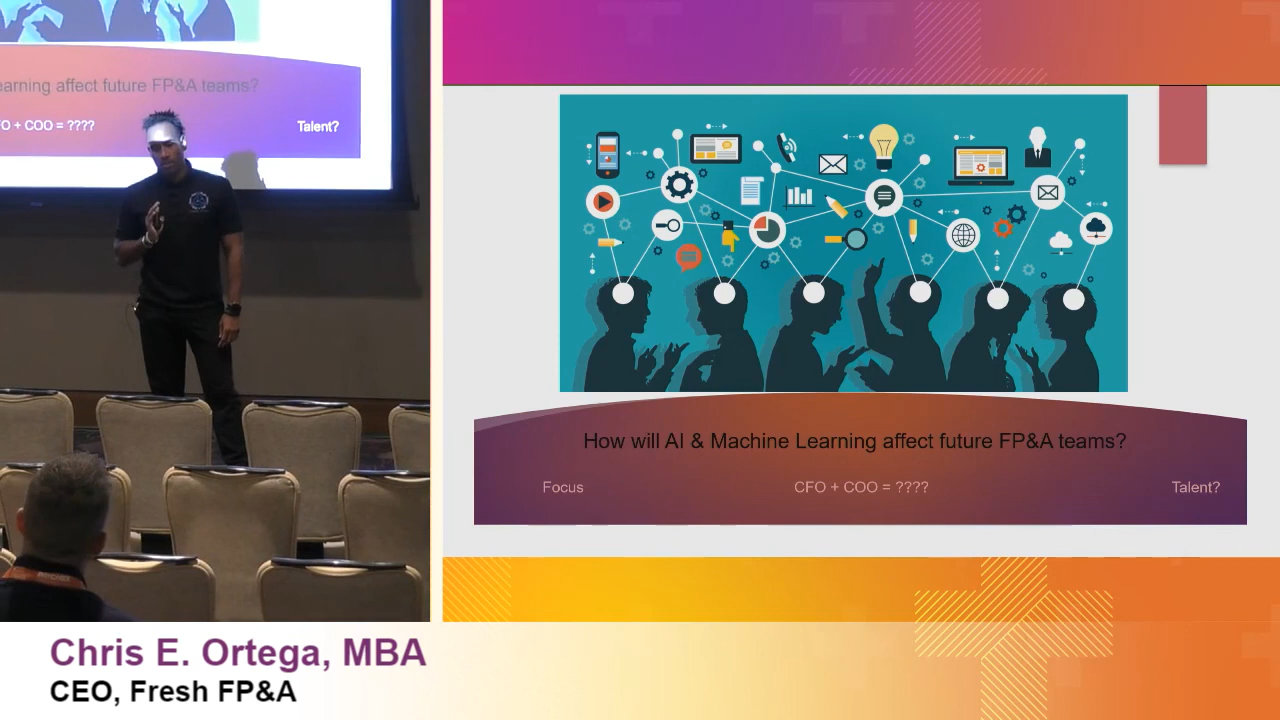 earning affect future FP&A teams?
O + COO = ????
Talent?
How will AI & Machine Learning affect future FP&A teams?
Focus
CFO + COO = ????
Talent?
Chris E. Ortega, MBA
CEO, Fresh FP&A